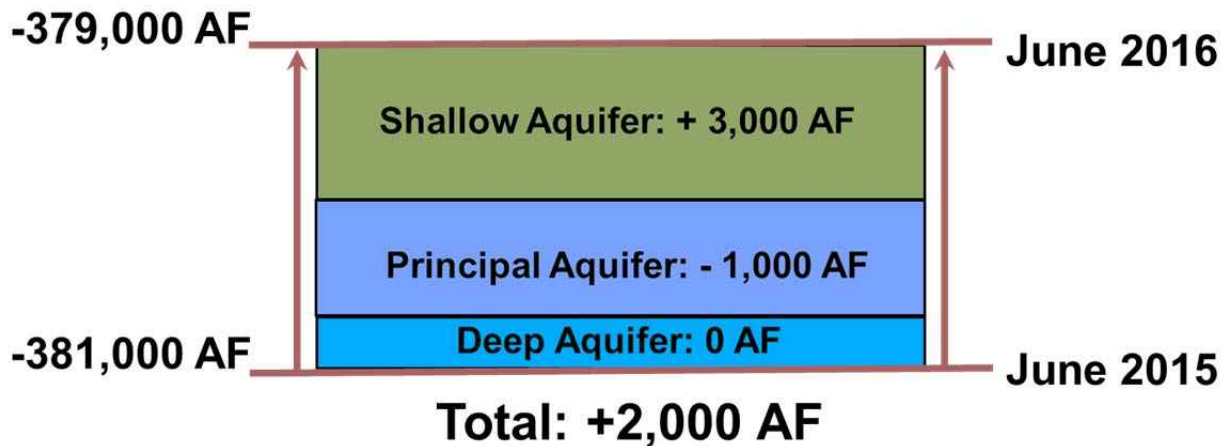 -379,000 AF
June 2016
Shallow Aquifer: + 3,000 AF
Principal Aquifer: - 1,000 AF
Deep Aquifer: 0 AF
-381,000 AF
June 2015
Total: +2,000 AF